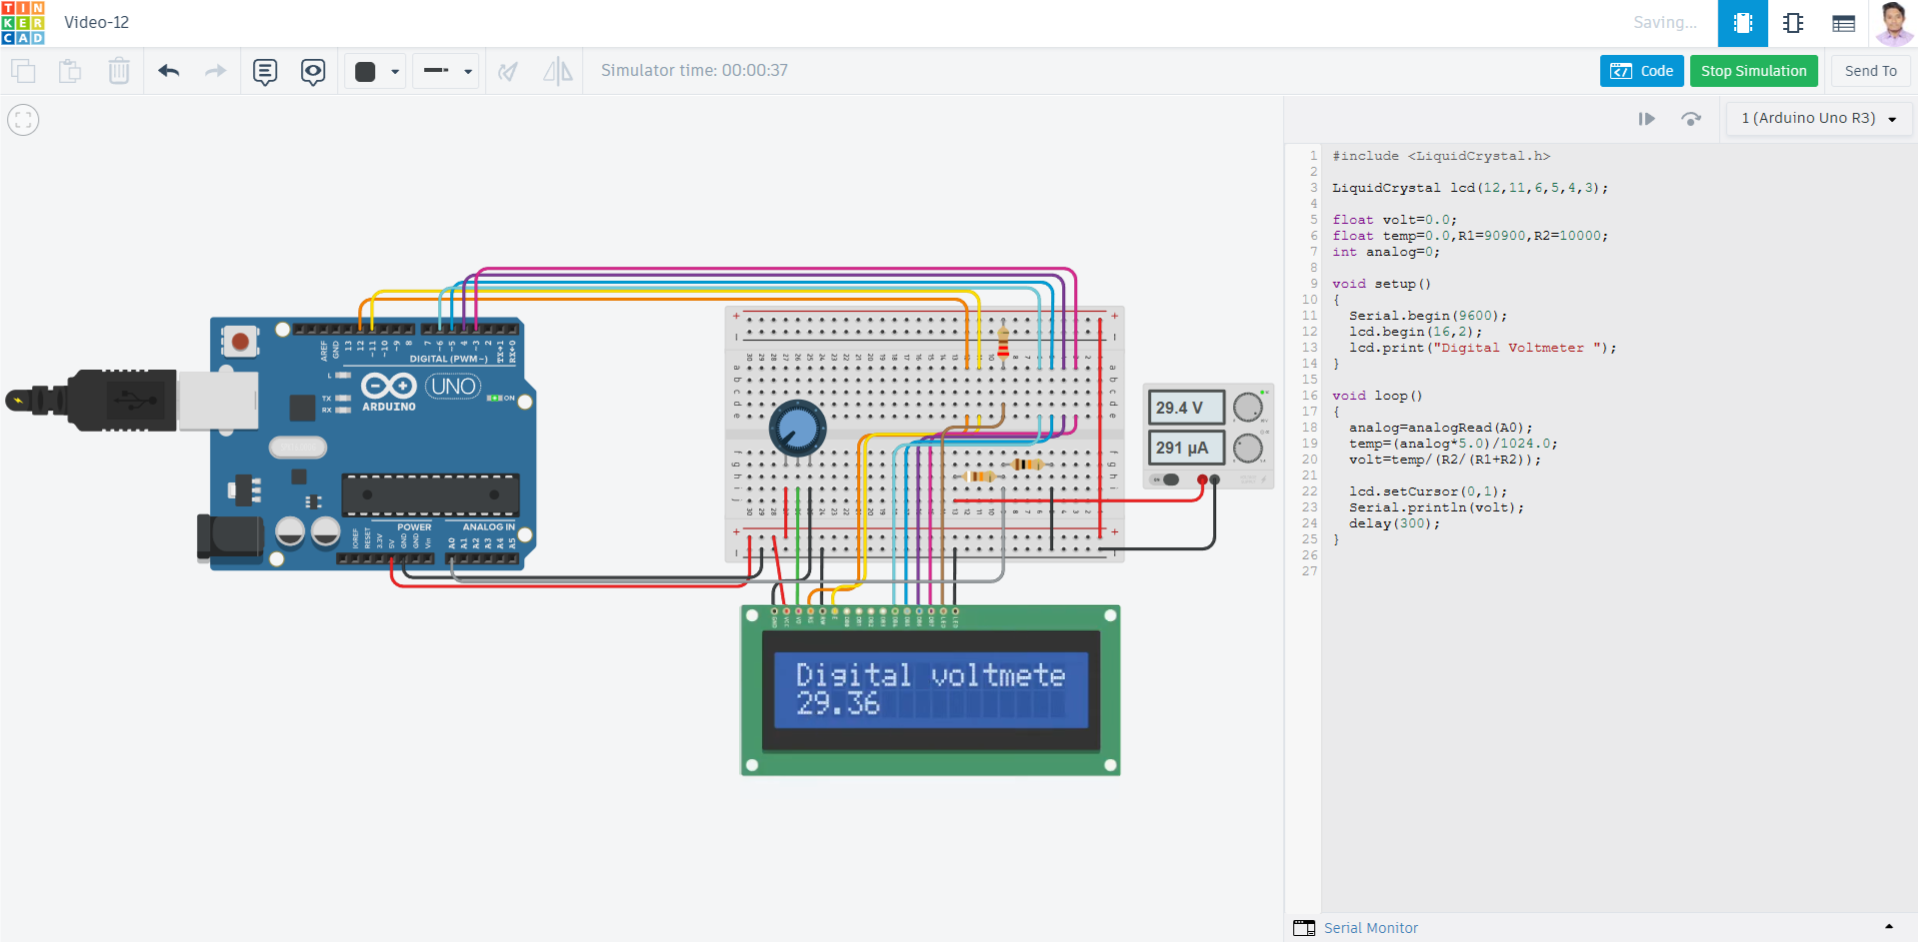 TIN
KER
CAD
Video-12
Saving...
Simulator time: 00:00:37
Code
Stop Simulation
Send To
1 (Arduino Uno R3)
1 #include <LiquidCrystal.h>
2
3 LiquidCrystal lcd(12,11,6,5,4,3);
4
5 float volt=0.0;
6 float temp=0.0,R1=90900,R2=10000;
7 int analog=0;
8
9 void setup()
10 {
11 Serial.begin(9600);
12 lcd.begin(16,2);
13 lcd.print("Digital Voltmeter ");
14 }
15
16 void loop()
17 {
18 analog=analogRead(A0);
19 temp=(analog*5.0)/1024.0;
20 volt=temp/(R2/(R1+R2));
21
22 lcd.setCursor(0,1);
23 Serial.println(volt);
24 delay(300);
25 }
26
27
AREF GND 13 12 ~11 ~10 ~9 8 7 ~6 ~5 4 ~3 2 TX→1 RX←0
DIGITAL (PWM~)
L
TX
RX
UNO
ARDUINO
ON
POWER
ANALOG IN
IOREF RESET 3.3V 5V GND GND Vin A0 A1 A2 A3 A4 A5
a b c d e
f g h i j
29.4 V
291 µA
Digital voltmete
29.36
Serial Monitor